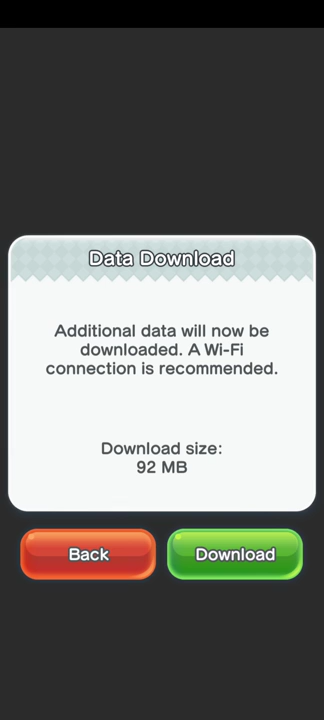 Data Download
Additional data will now be
downloaded. A Wi-Fi
connection is recommended.
Download size:
92 MB
Back
Download